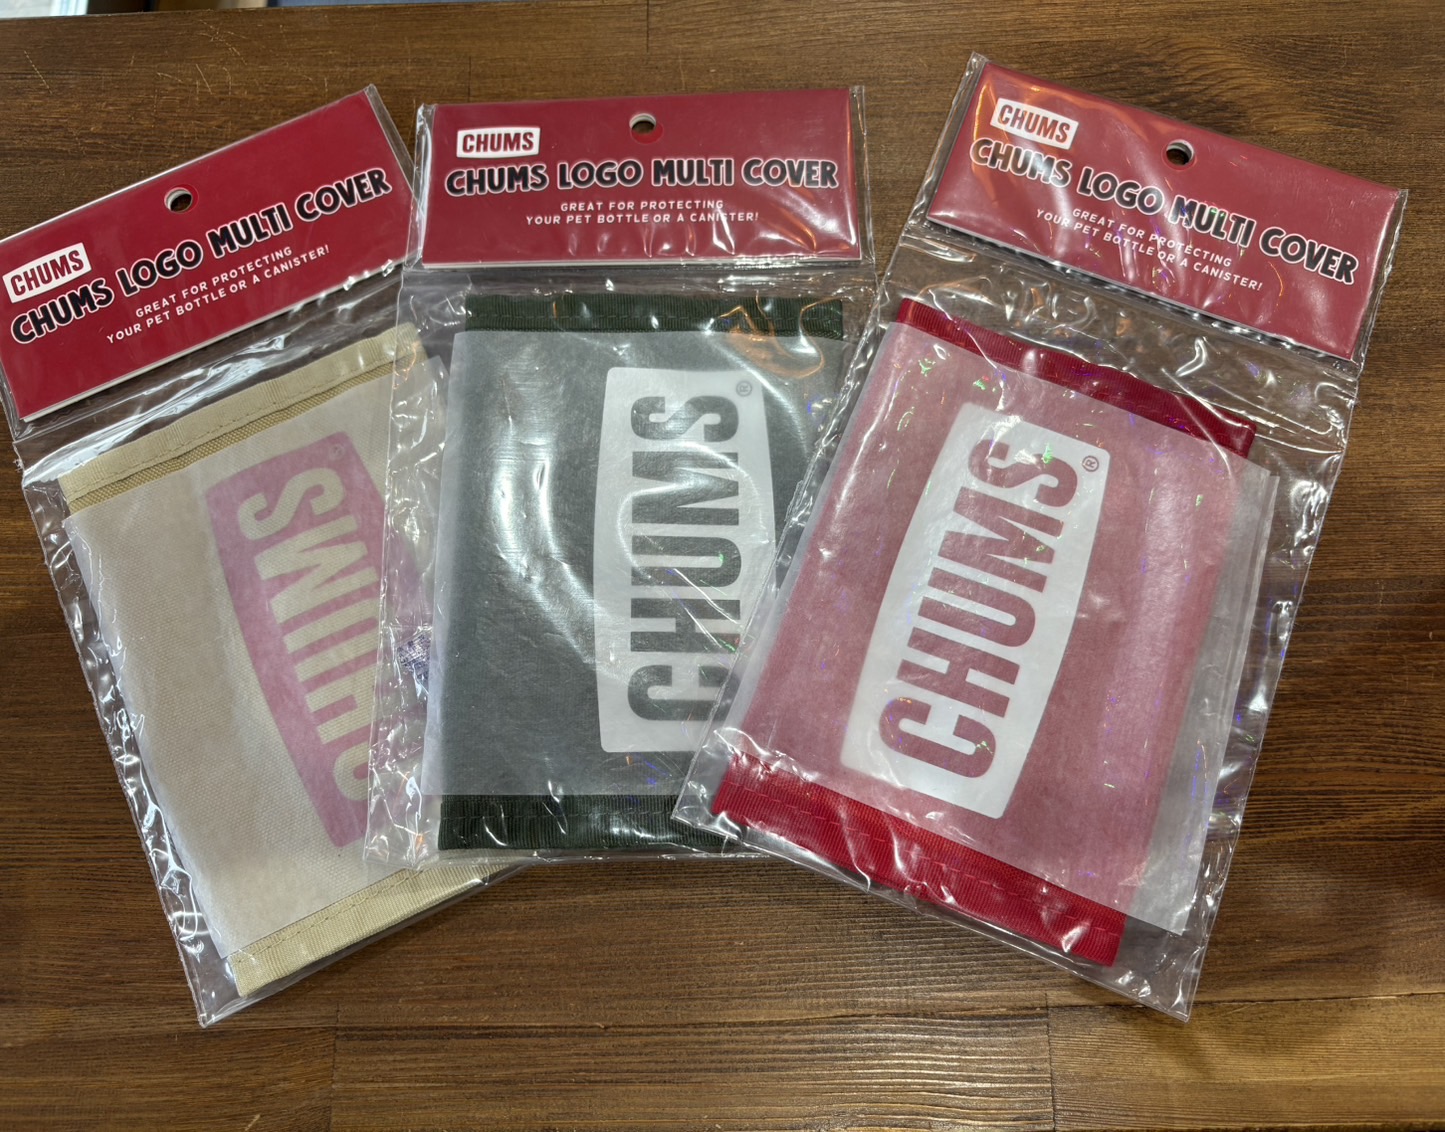 CHUMS
CHUMS LOGO MULTI COVER
GREAT FOR PROTECTING
YOUR PET BOTTLE OR A CANISTER!
CHUMS
CHUMS
CHUMS LOGO MULTI COVER
GREAT FOR PROTECTING
YOUR PET BOTTLE OR A CANISTER!
CHUMS®
CHUMS
CHUMS LOGO MULTI COVER
GREAT FOR PROTECTING
YOUR PET BOTTLE OR A CANISTER!
CHUMS®